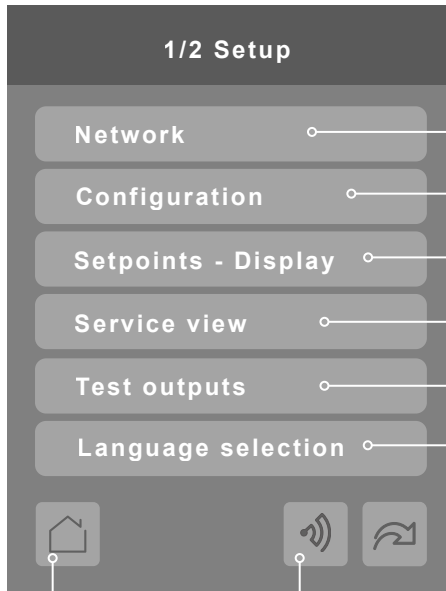 1/2 Setup
Network
Configuration
Setpoints - Display
Service view
Test outputs
Language selection